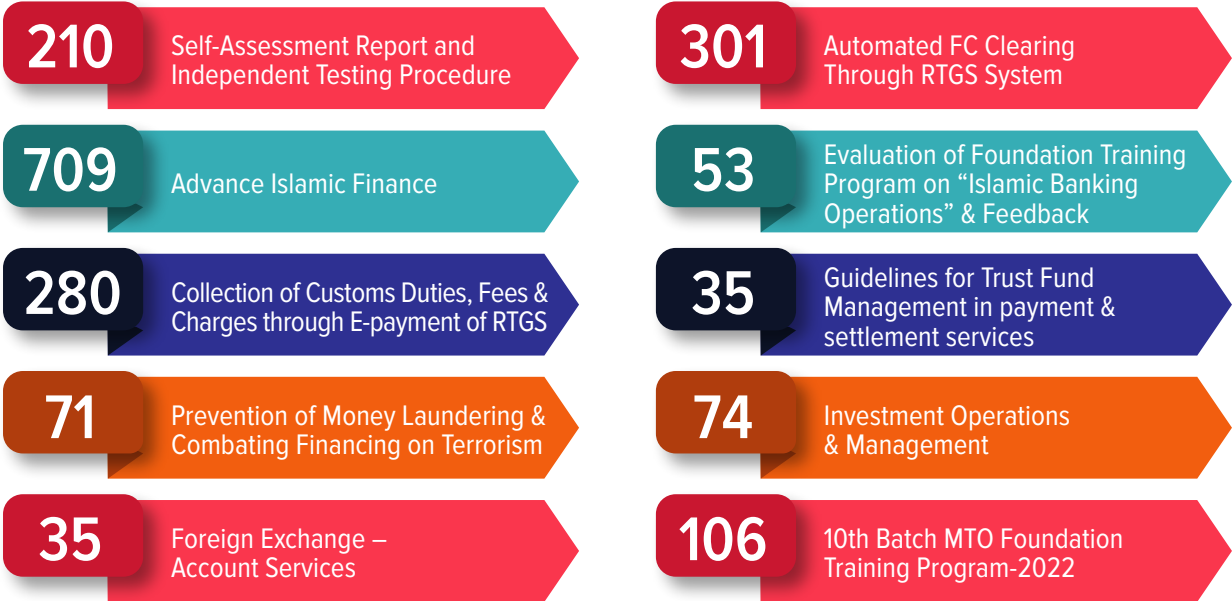 210
Self-Assessment Report and
Independent Testing Procedure
709
Advance Islamic Finance
280
Collection of Customs Duties, Fees &
Charges through E-payment of RTGS
71
Prevention of Money Laundering &
Combating Financing on Terrorism
35
Foreign Exchange –
Account Services
301
Automated FC Clearing
Through RTGS System
53
Evaluation of Foundation Training
Program on “Islamic Banking
Operations” & Feedback
35
Guidelines for Trust Fund
Management in payment &
settlement services
74
Investment Operations
& Management
106
10th Batch MTO Foundation
Training Program-2022